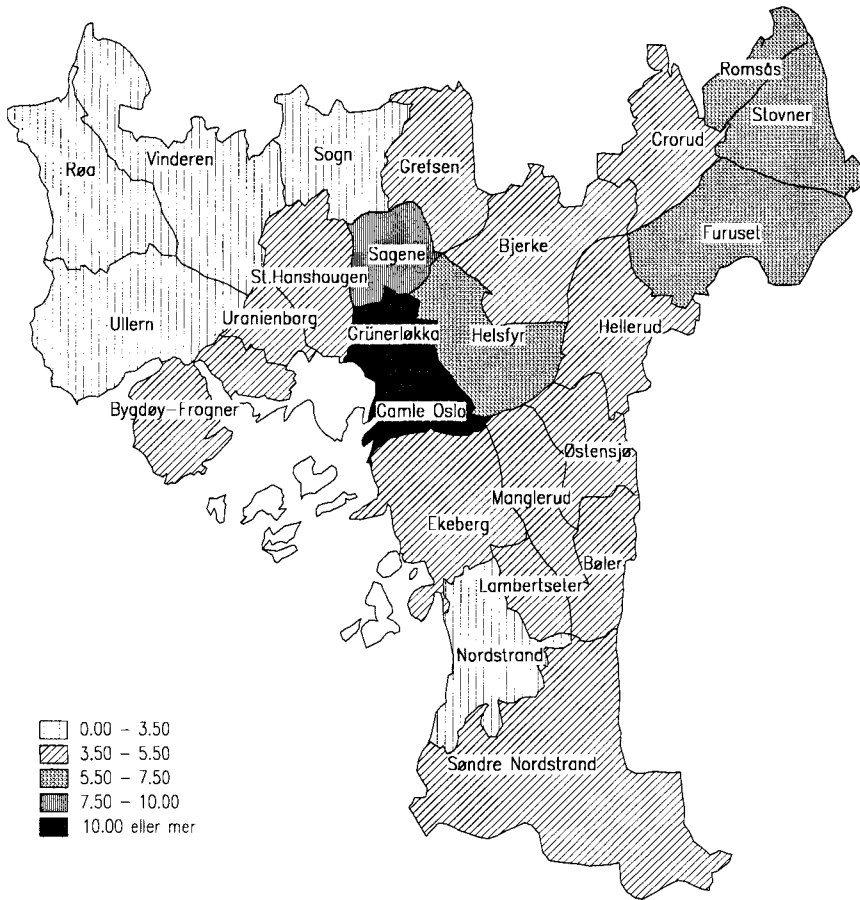 Romsås
Stovner
Crorud
Røa
Vinderen
Sogn
Grefsen
Furuset
Bjerke
Sagene
St.Hanshaugen
Ullern
Uranienborg
Grünerløkka
Helsfyr
Hellerud
Bygdøy-Frogner
Camle Oslo
Østensjø
Manglerud
Ekeberg
Bøler
Lambertseter
Nordstrand
Søndre Nordstrand
0.00 - 3.50
3.50 - 5.50
5.50 - 7.50
7.50 - 10.00
10.00 eller mer